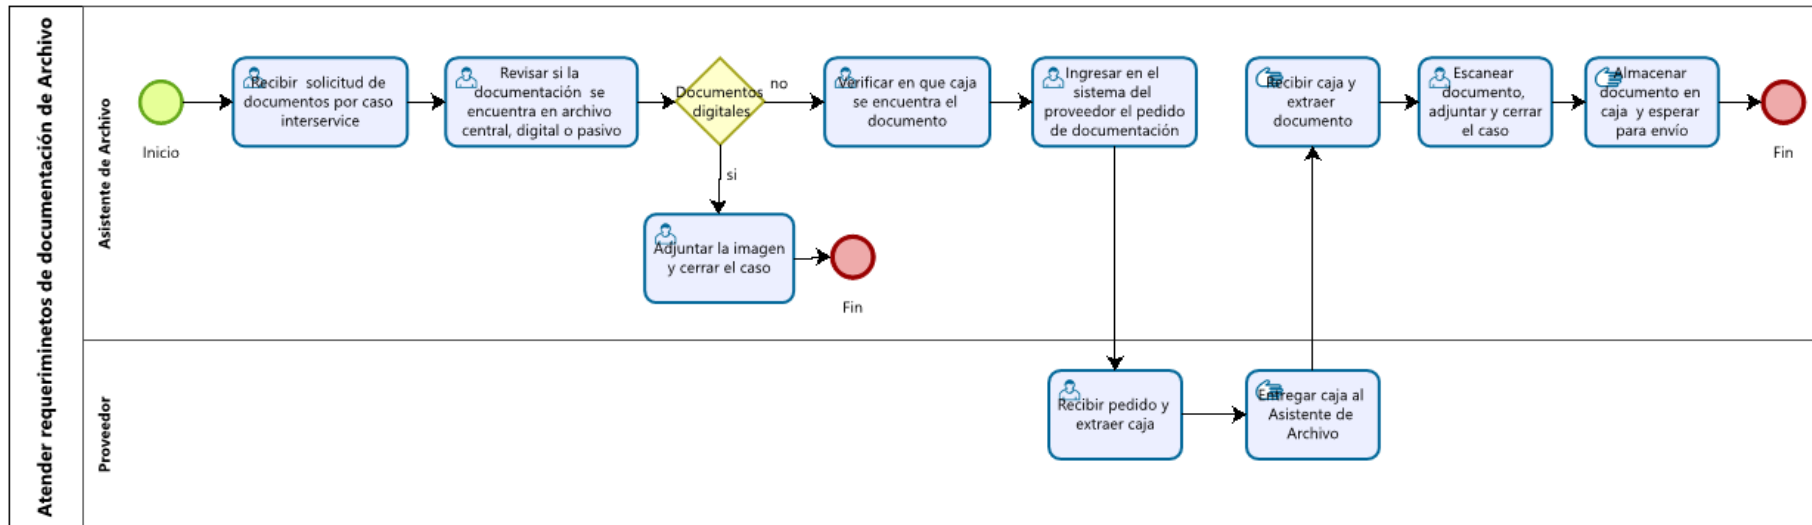 Atender requeriminetos de documentación de Archivo
Asistente de Archivo
Inicio
Recibir solicitud de
documentos por caso
interservice
Revisar si la
documentación se
encuentra en archivo
central, digital o pasivo
Documentos
digitales
no
si
Adjuntar la imagen
y cerrar el caso
Fin
Verificar en que caja
se encuentra el
documento
Ingresar en el
sistema del
proveedor el pedido
de documentación
Recibir caja y
extraer
documento
Escanear
documento,
adjuntar y cerrar
el caso
Almacenar
documento en
caja y esperar
para envío
Fin
Proveedor
Recibir pedido y
extraer caja
Entregar caja al
Asistente de
Archivo